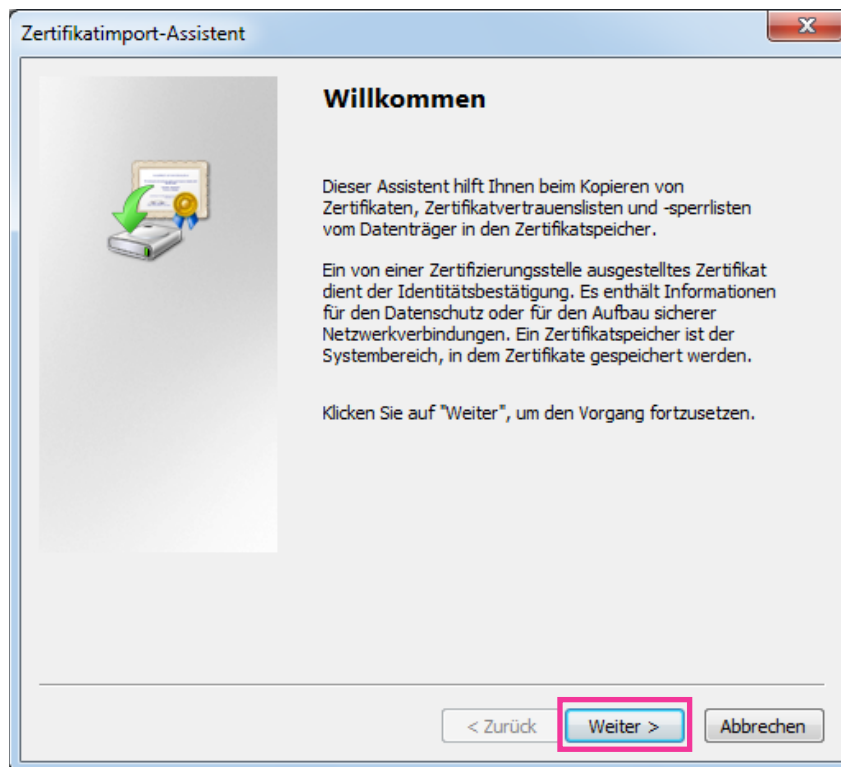 Zertifikatimport-Assistent
Willkommen
Dieser Assistent hilft Ihnen beim Kopieren von
Zertifikaten, Zertifikatvertrauenslisten und -sperrlisten
vom Datenträger in den Zertifikatspeicher.
Ein von einer Zertifizierungsstelle ausgestelltes Zertifikat
dient der Identitätsbestätigung. Es enthält Informationen
für den Datenschutz oder für den Aufbau sicherer
Netzwerkverbindungen. Ein Zertifikatspeicher ist der
Systembereich, in dem Zertifikate gespeichert werden.
Klicken Sie auf "Weiter", um den Vorgang fortzusetzen.
< Zurück Weiter > Abbrechen